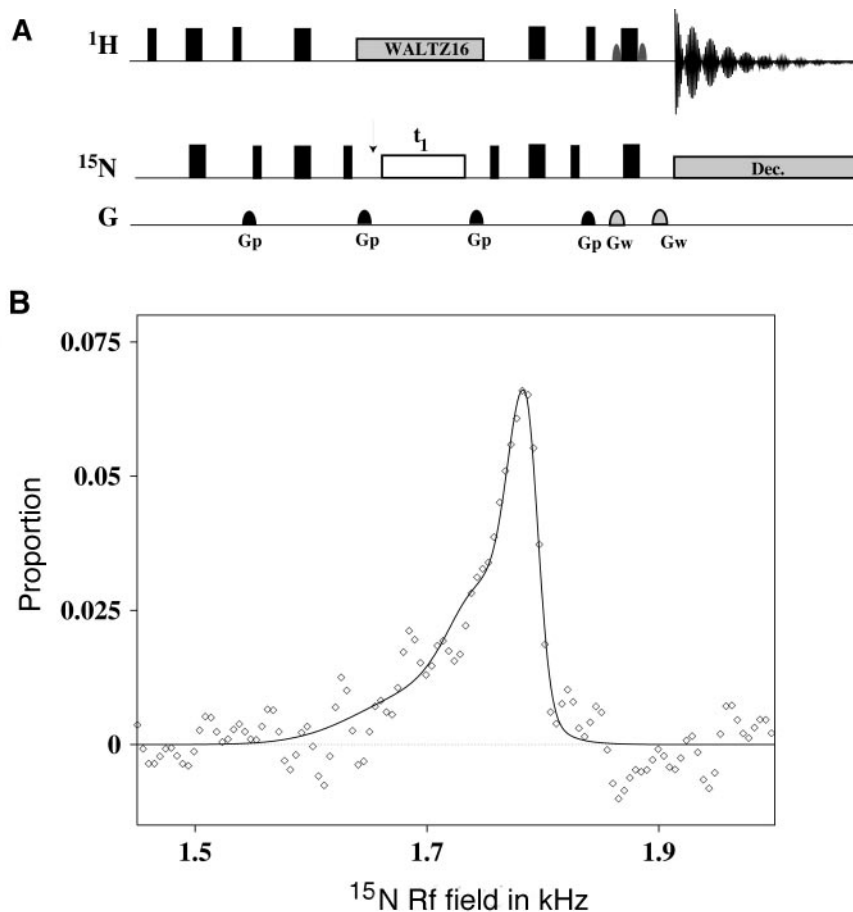 A
¹H
WALTZ16
¹⁵N
t₁
Dec.
G
Gp Gp Gp Gp Gw Gw
B
0.075
0.05
0.025
0
Proportion
1.5 1.7 1.9
¹⁵N Rf field in kHz